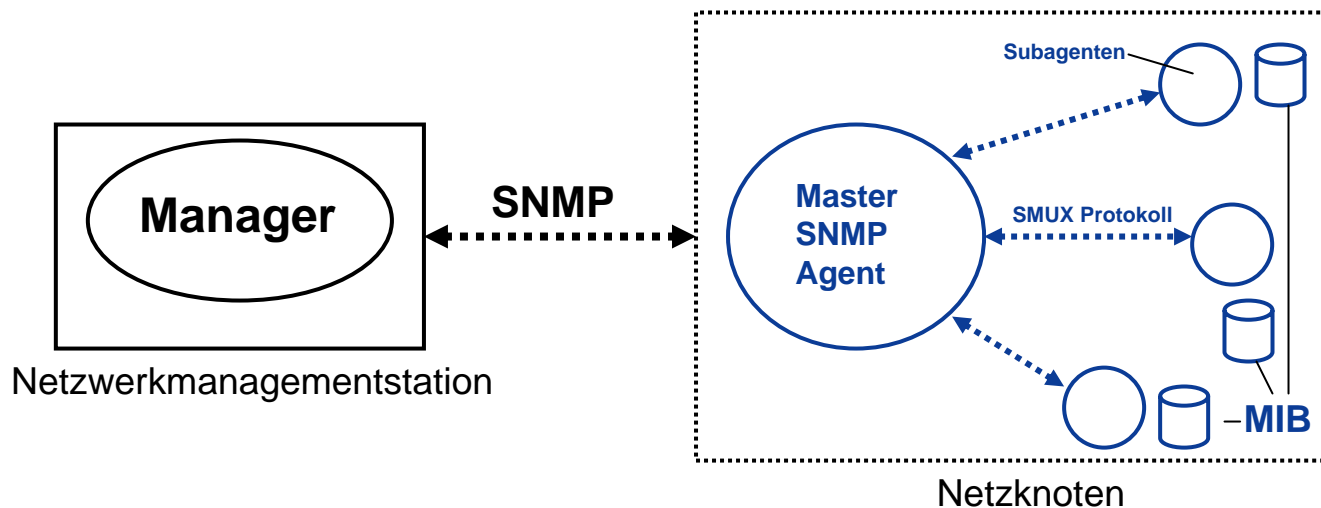 Manager
Netzwerkmanagementstation
SNMP
Master
SNMP
Agent
Subagenten
SMUX Protokoll
MIB
Netzknoten